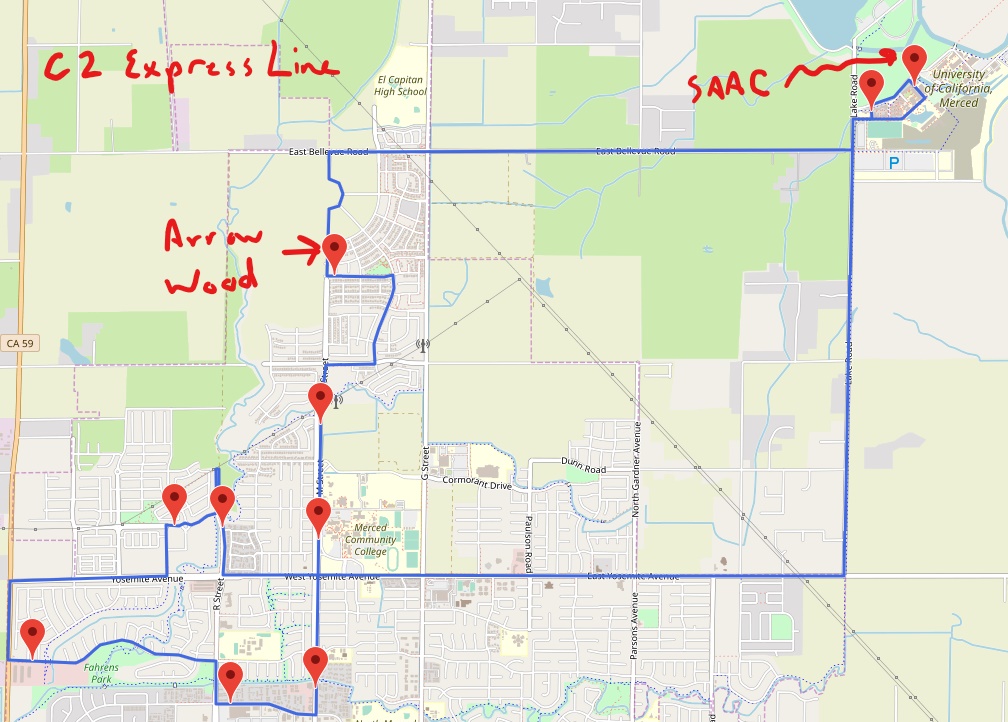 C2 Express Line
El Capitan
High School
SAAC
University
of California,
Merced
Lake Road
East Bellevue Road
East Bellevue Road
P
Arrow
Wood
CA 59
Street
Lake Road
M Street
G Street
Dunn Road
Cormorant Drive
North Gardner Avenue
Merced
Community
College
Paulson Road
Yosemite Avenue
West Yosemite Avenue
East Yosemite Avenue
R Street
Parsons Avenue
Fahrens
Park